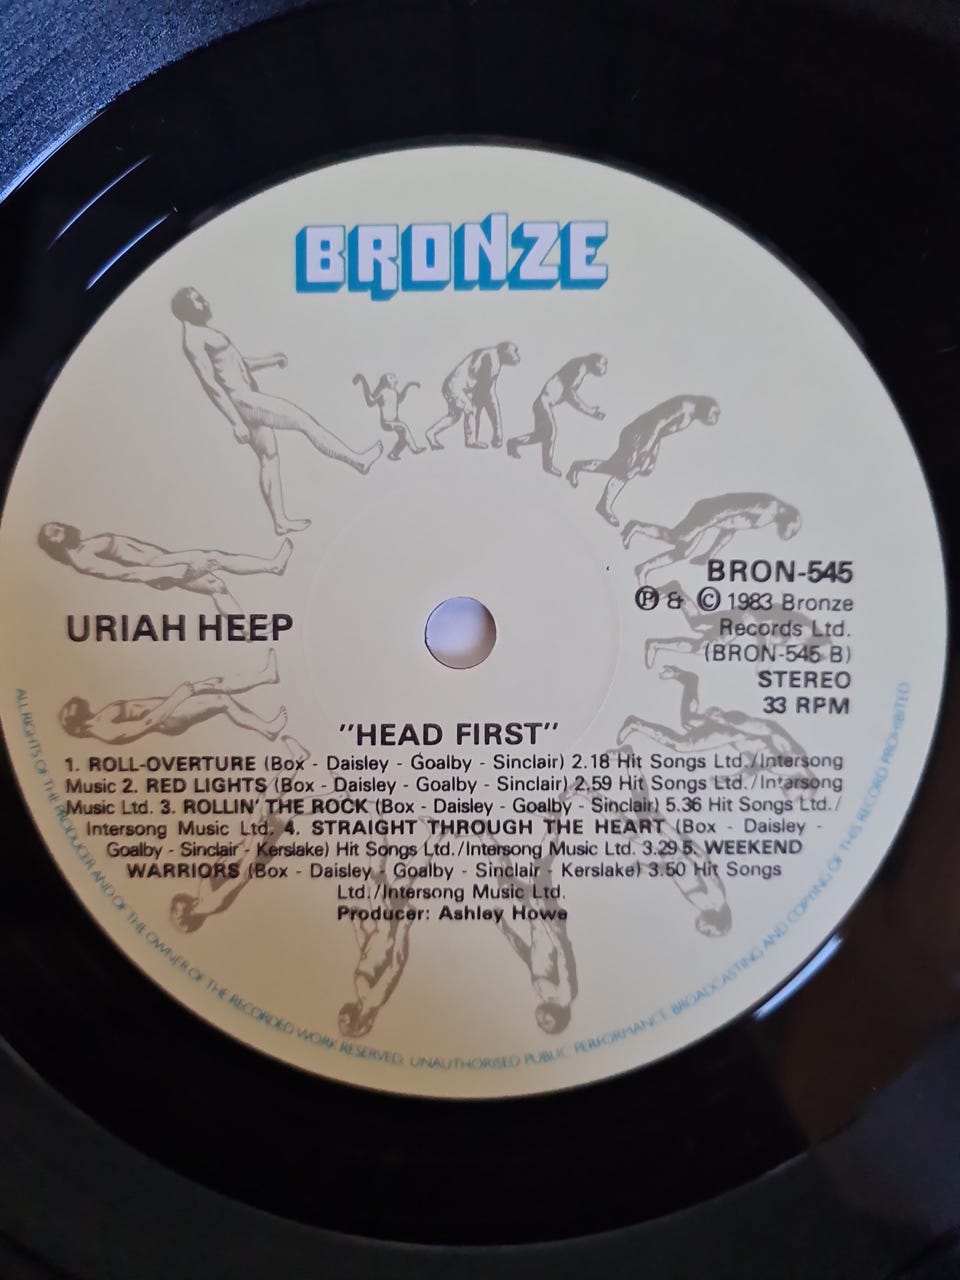 BRONZE
BRON-545
Ⓟ & © 1983 Bronze
Records Ltd.
(BRON-545 B)
STEREO
33 RPM
URIAH HEEP
"HEAD FIRST"
1. ROLL-OVERTURE (Box - Daisley - Goalby - Sinclair) 2.18 Hit Songs Ltd./Intersong
Music 2. RED LIGHTS (Box - Daisley - Goalby - Sinclair) 2.59 Hit Songs Ltd./Intersong
Music Ltd. 3. ROLLIN' THE ROCK (Box - Daisley - Goalby - Sinclair) 5.36 Hit Songs Ltd./
Intersong Music Ltd. 4. STRAIGHT THROUGH THE HEART (Box - Daisley -
Goalby - Sinclair - Kerslake) Hit Songs Ltd./Intersong Music Ltd. 3.29 5. WEEKEND
WARRIORS (Box - Daisley - Goalby - Sinclair - Kerslake) 3.50 Hit Songs
Ltd./Intersong Music Ltd.
Producer: Ashley Howe
ALL RIGHTS OF THE PRODUCER AND OF THE OWNER OF THE RECORDED WORK RESERVED. UNAUTHORISED PUBLIC PERFORMANCE BROADCASTING AND COPYING OF THIS RECORD PROHIBITED